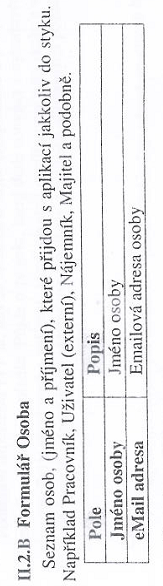 II.2.B Formulář Osoba
Seznam osob, (jméno a příjmení), které přijdou s aplikací jakkoliv do styku.
Například Pracovník, Uživatel (externí), Nájemník, Majitel a podobně.
Pole Popis
Jméno osoby Jméno osoby
eMail adresa Emailová adresa osoby